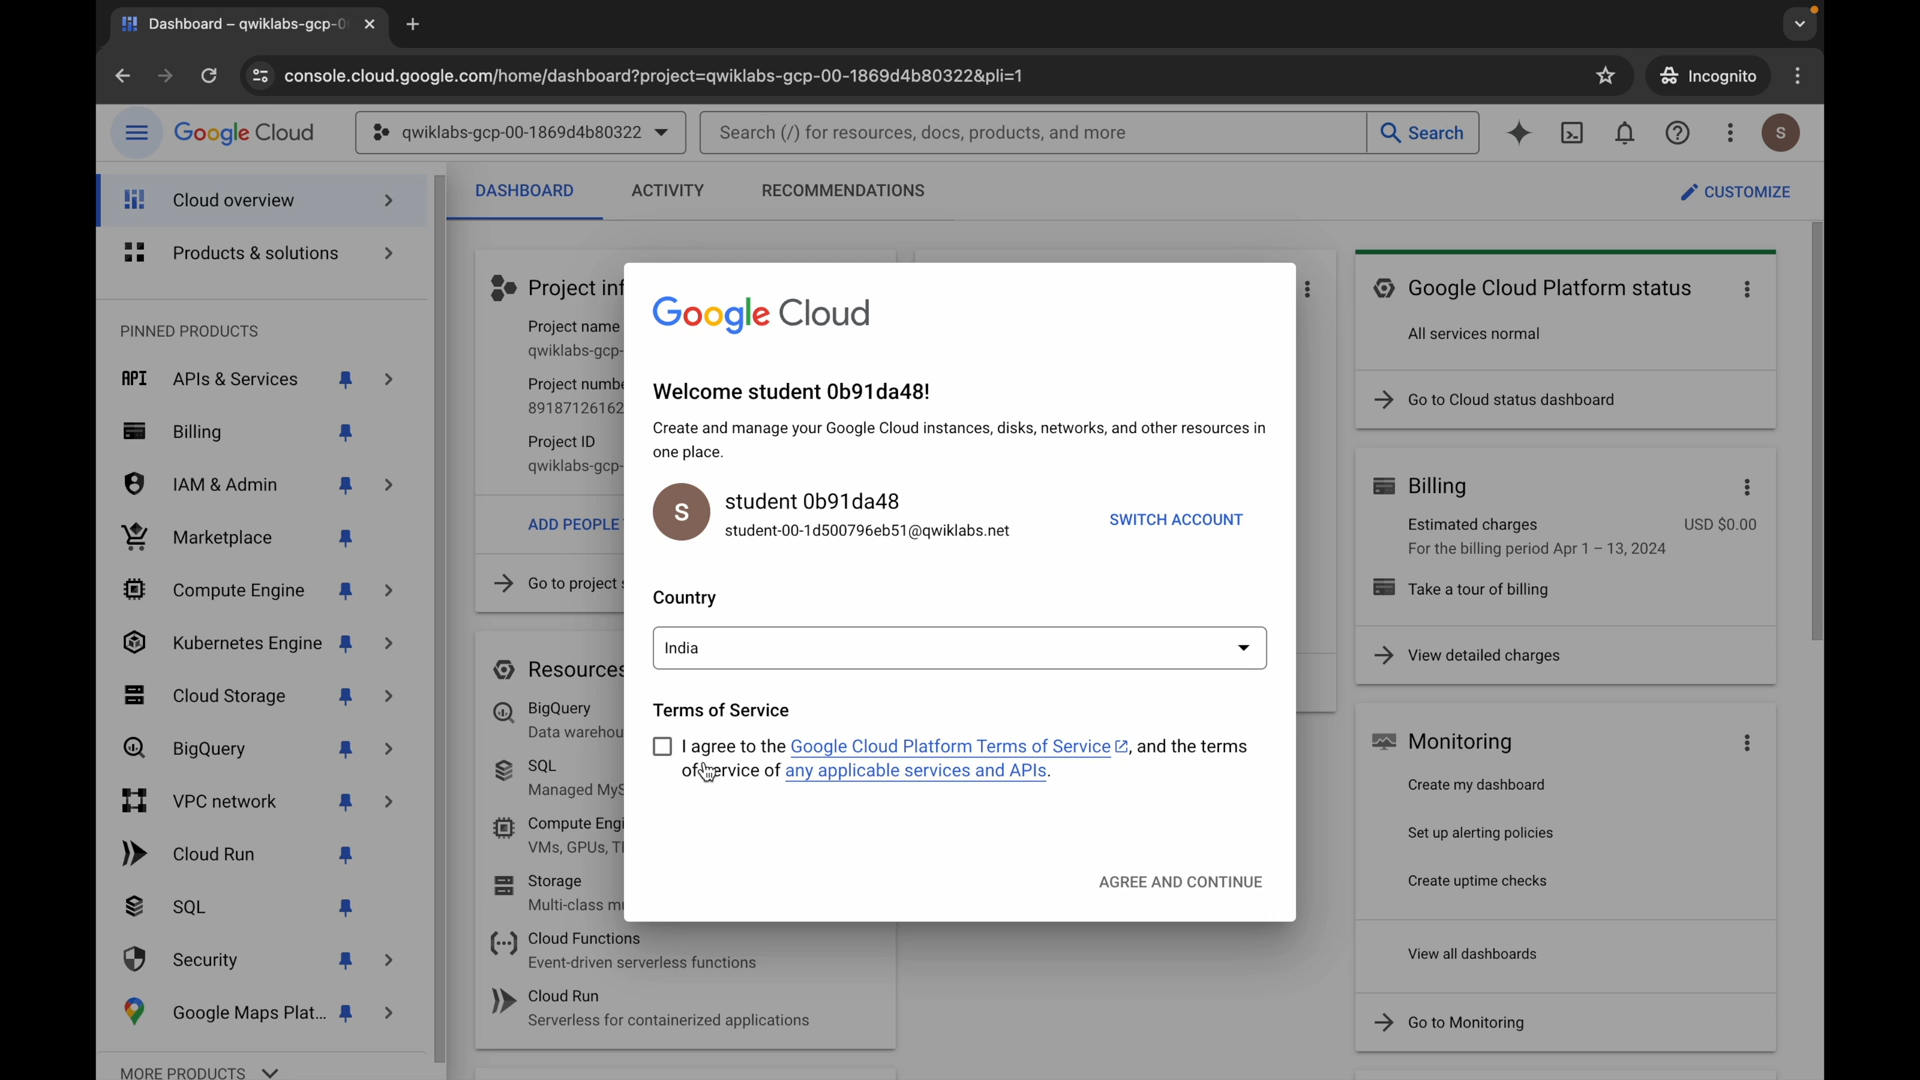 Dashboard – qwiklabs-gcp-0
console.cloud.google.com/home/dashboard?project=qwiklabs-gcp-00-1869d4b80322&pli=1
Incognito
Google Cloud
qwiklabs-gcp-00-1869d4b80322
Search (/) for resources, docs, products, and more
Search
S
Cloud overview
Products & solutions
PINNED PRODUCTS
API APIs & Services
Billing
IAM & Admin
Marketplace
Compute Engine
Kubernetes Engine
Cloud Storage
BigQuery
VPC network
Cloud Run
SQL
Security
Google Maps Plat...
MORE PRODUCTS
DASHBOARD
ACTIVITY
RECOMMENDATIONS
CUSTOMIZE
Project inf
Project name
qwiklabs-gcp-
Project numbe
89187126162
Project ID
qwiklabs-gcp-
ADD PEOPLE
Go to project s
Resources
BigQuery
Data warehou
SQL
Managed MyS
Compute Engi
VMs, GPUs, T
Storage
Multi-class mu
Cloud Functions
Event-driven serverless functions
Cloud Run
Serverless for containerized applications
Google Cloud
Welcome student 0b91da48!
Create and manage your Google Cloud instances, disks, networks, and other resources in
one place.
S
student 0b91da48
student-00-1d500796eb51@qwiklabs.net
SWITCH ACCOUNT
Country
India
Terms of Service
I agree to the Google Cloud Platform Terms of Service, and the terms
of service of any applicable services and APIs.
AGREE AND CONTINUE
Google Cloud Platform status
All services normal
Go to Cloud status dashboard
Billing
Estimated charges
USD $0.00
For the billing period Apr 1 – 13, 2024
Take a tour of billing
View detailed charges
Monitoring
Create my dashboard
Set up alerting policies
Create uptime checks
View all dashboards
Go to Monitoring